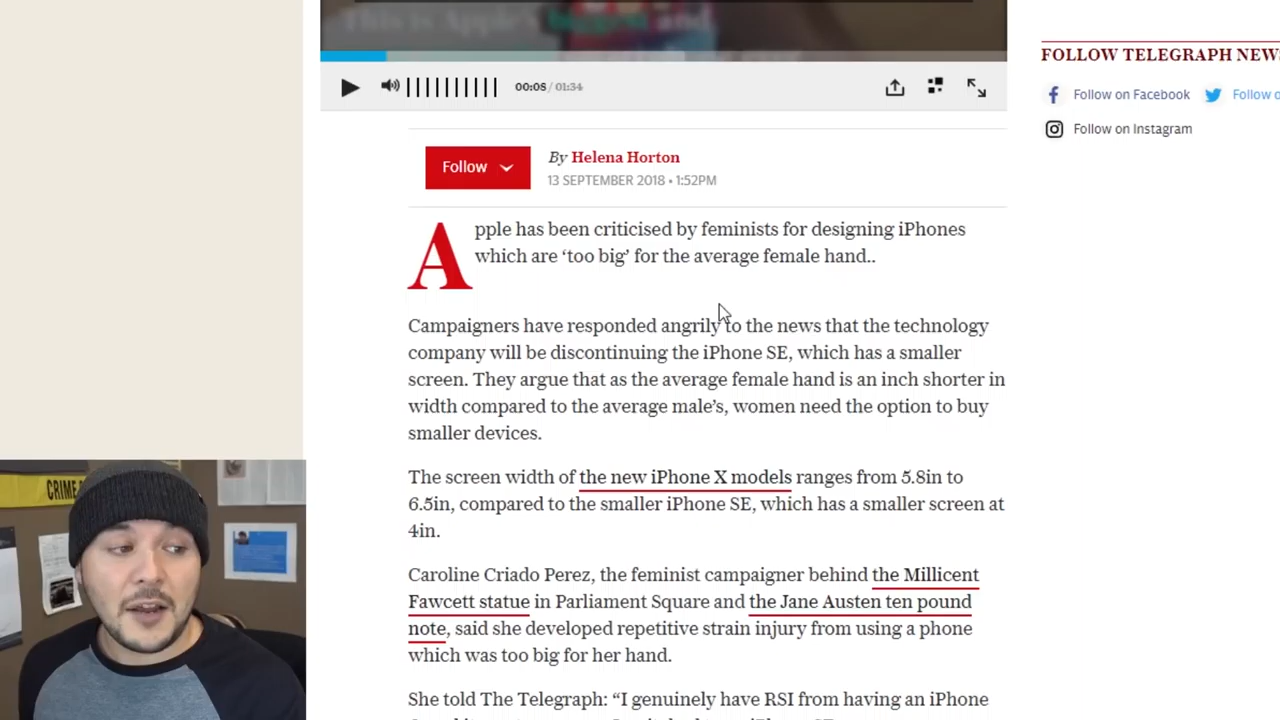 This is Apple's biggest and
00:05 / 01:34
FOLLOW TELEGRAPH NEWS
Follow on Facebook
Follow o
Follow on Instagram
Follow
By Helena Horton
13 SEPTEMBER 2018 • 1:52PM
Apple has been criticised by feminists for designing iPhones
which are ‘too big’ for the average female hand..
Campaigners have responded angrily to the news that the technology
company will be discontinuing the iPhone SE, which has a smaller
screen. They argue that as the average female hand is an inch shorter in
width compared to the average male’s, women need the option to buy
smaller devices.
The screen width of the new iPhone X models ranges from 5.8in to
6.5in, compared to the smaller iPhone SE, which has a smaller screen at
4in.
Caroline Criado Perez, the feminist campaigner behind the Millicent
Fawcett statue in Parliament Square and the Jane Austen ten pound
note, said she developed repetitive strain injury from using a phone
which was too big for her hand.
She told The Telegraph: “I genuinely have RSI from having an iPhone
CRIME